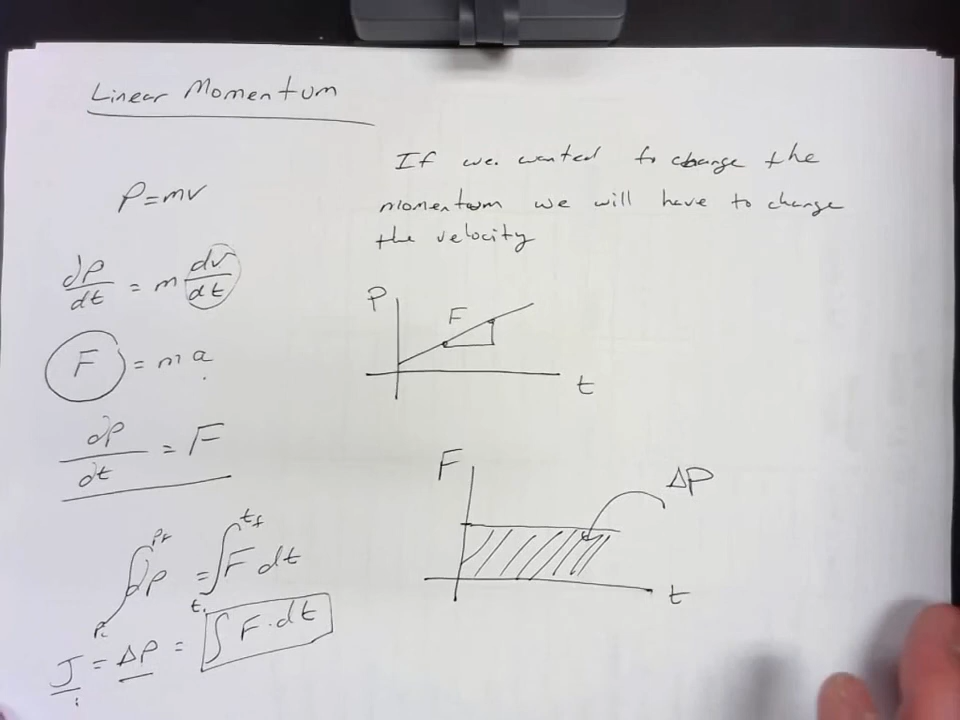 Linear Momentum
P = mv
dP/dt = m dv/dt
F = ma
dP/dt = F
∫ dP = ∫ F dt
Pi Pf ti tf
J = ΔP = ∫ F·dt
If we wanted to change the
momentum we will have to change
the velocity
P
F
t
F
ΔP
t